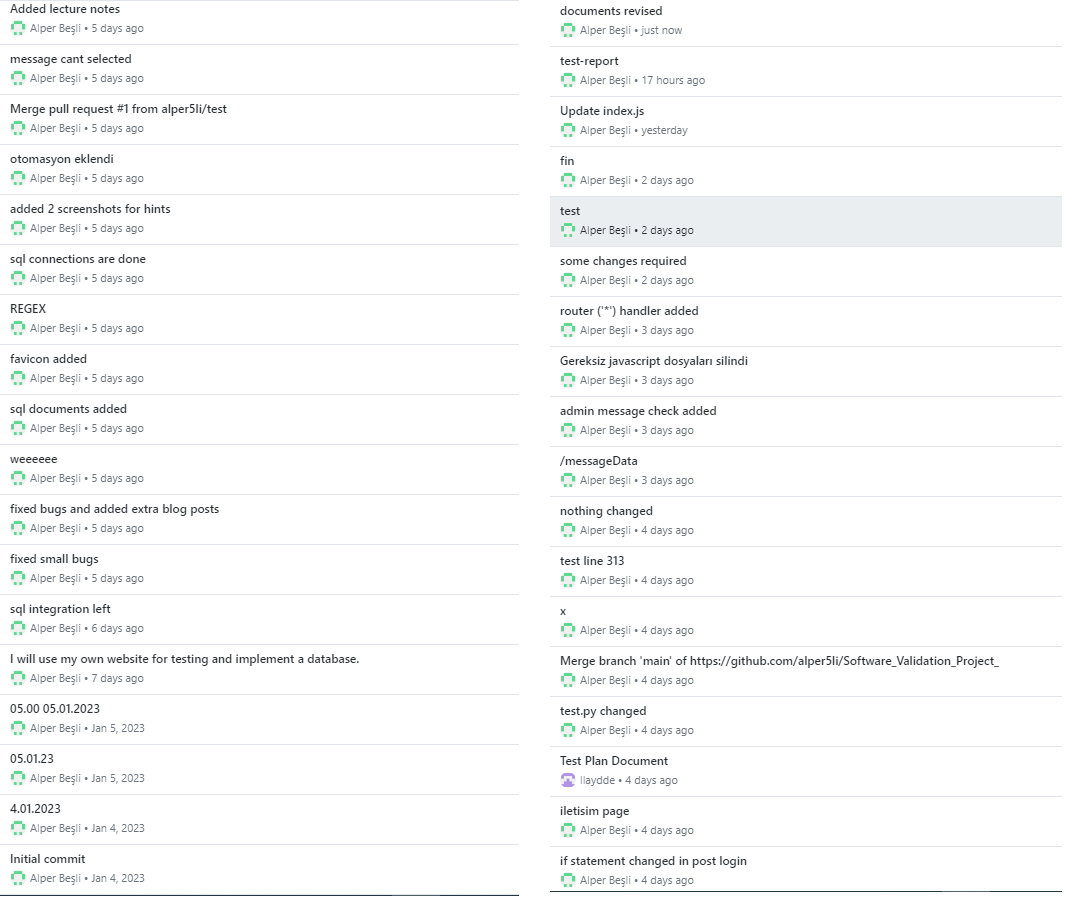 Added lecture notes
Alper Beşli • 5 days ago
message cant selected
Alper Beşli • 5 days ago
Merge pull request #1 from alper5li/test
Alper Beşli • 5 days ago
otomasyon eklendi
Alper Beşli • 5 days ago
added 2 screenshots for hints
Alper Beşli • 5 days ago
sql connections are done
Alper Beşli • 5 days ago
REGEX
Alper Beşli • 5 days ago
favicon added
Alper Beşli • 5 days ago
sql documents added
Alper Beşli • 5 days ago
weeeeee
Alper Beşli • 5 days ago
fixed bugs and added extra blog posts
Alper Beşli • 5 days ago
fixed small bugs
Alper Beşli • 5 days ago
sql integration left
Alper Beşli • 6 days ago
I will use my own website for testing and implement a database.
Alper Beşli • 7 days ago
05.00 05.01.2023
Alper Beşli • Jan 5, 2023
05.01.23
Alper Beşli • Jan 5, 2023
4.01.2023
Alper Beşli • Jan 4, 2023
Initial commit
Alper Beşli • Jan 4, 2023
documents revised
Alper Beşli • just now
test-report
Alper Beşli • 17 hours ago
Update index.js
Alper Beşli • yesterday
fin
Alper Beşli • 2 days ago
test
Alper Beşli • 2 days ago
some changes required
Alper Beşli • 2 days ago
router ('*') handler added
Alper Beşli • 3 days ago
Gereksiz javascript dosyaları silindi
Alper Beşli • 3 days ago
admin message check added
Alper Beşli • 3 days ago
/messageData
Alper Beşli • 3 days ago
nothing changed
Alper Beşli • 4 days ago
test line 313
Alper Beşli • 4 days ago
x
Alper Beşli • 4 days ago
Merge branch 'main' of https://github.com/alper5li/Software_Validation_Project_
Alper Beşli • 4 days ago
test.py changed
Alper Beşli • 4 days ago
Test Plan Document
llaydde • 4 days ago
iletisim page
Alper Beşli • 4 days ago
if statement changed in post login
Alper Beşli • 4 days ago